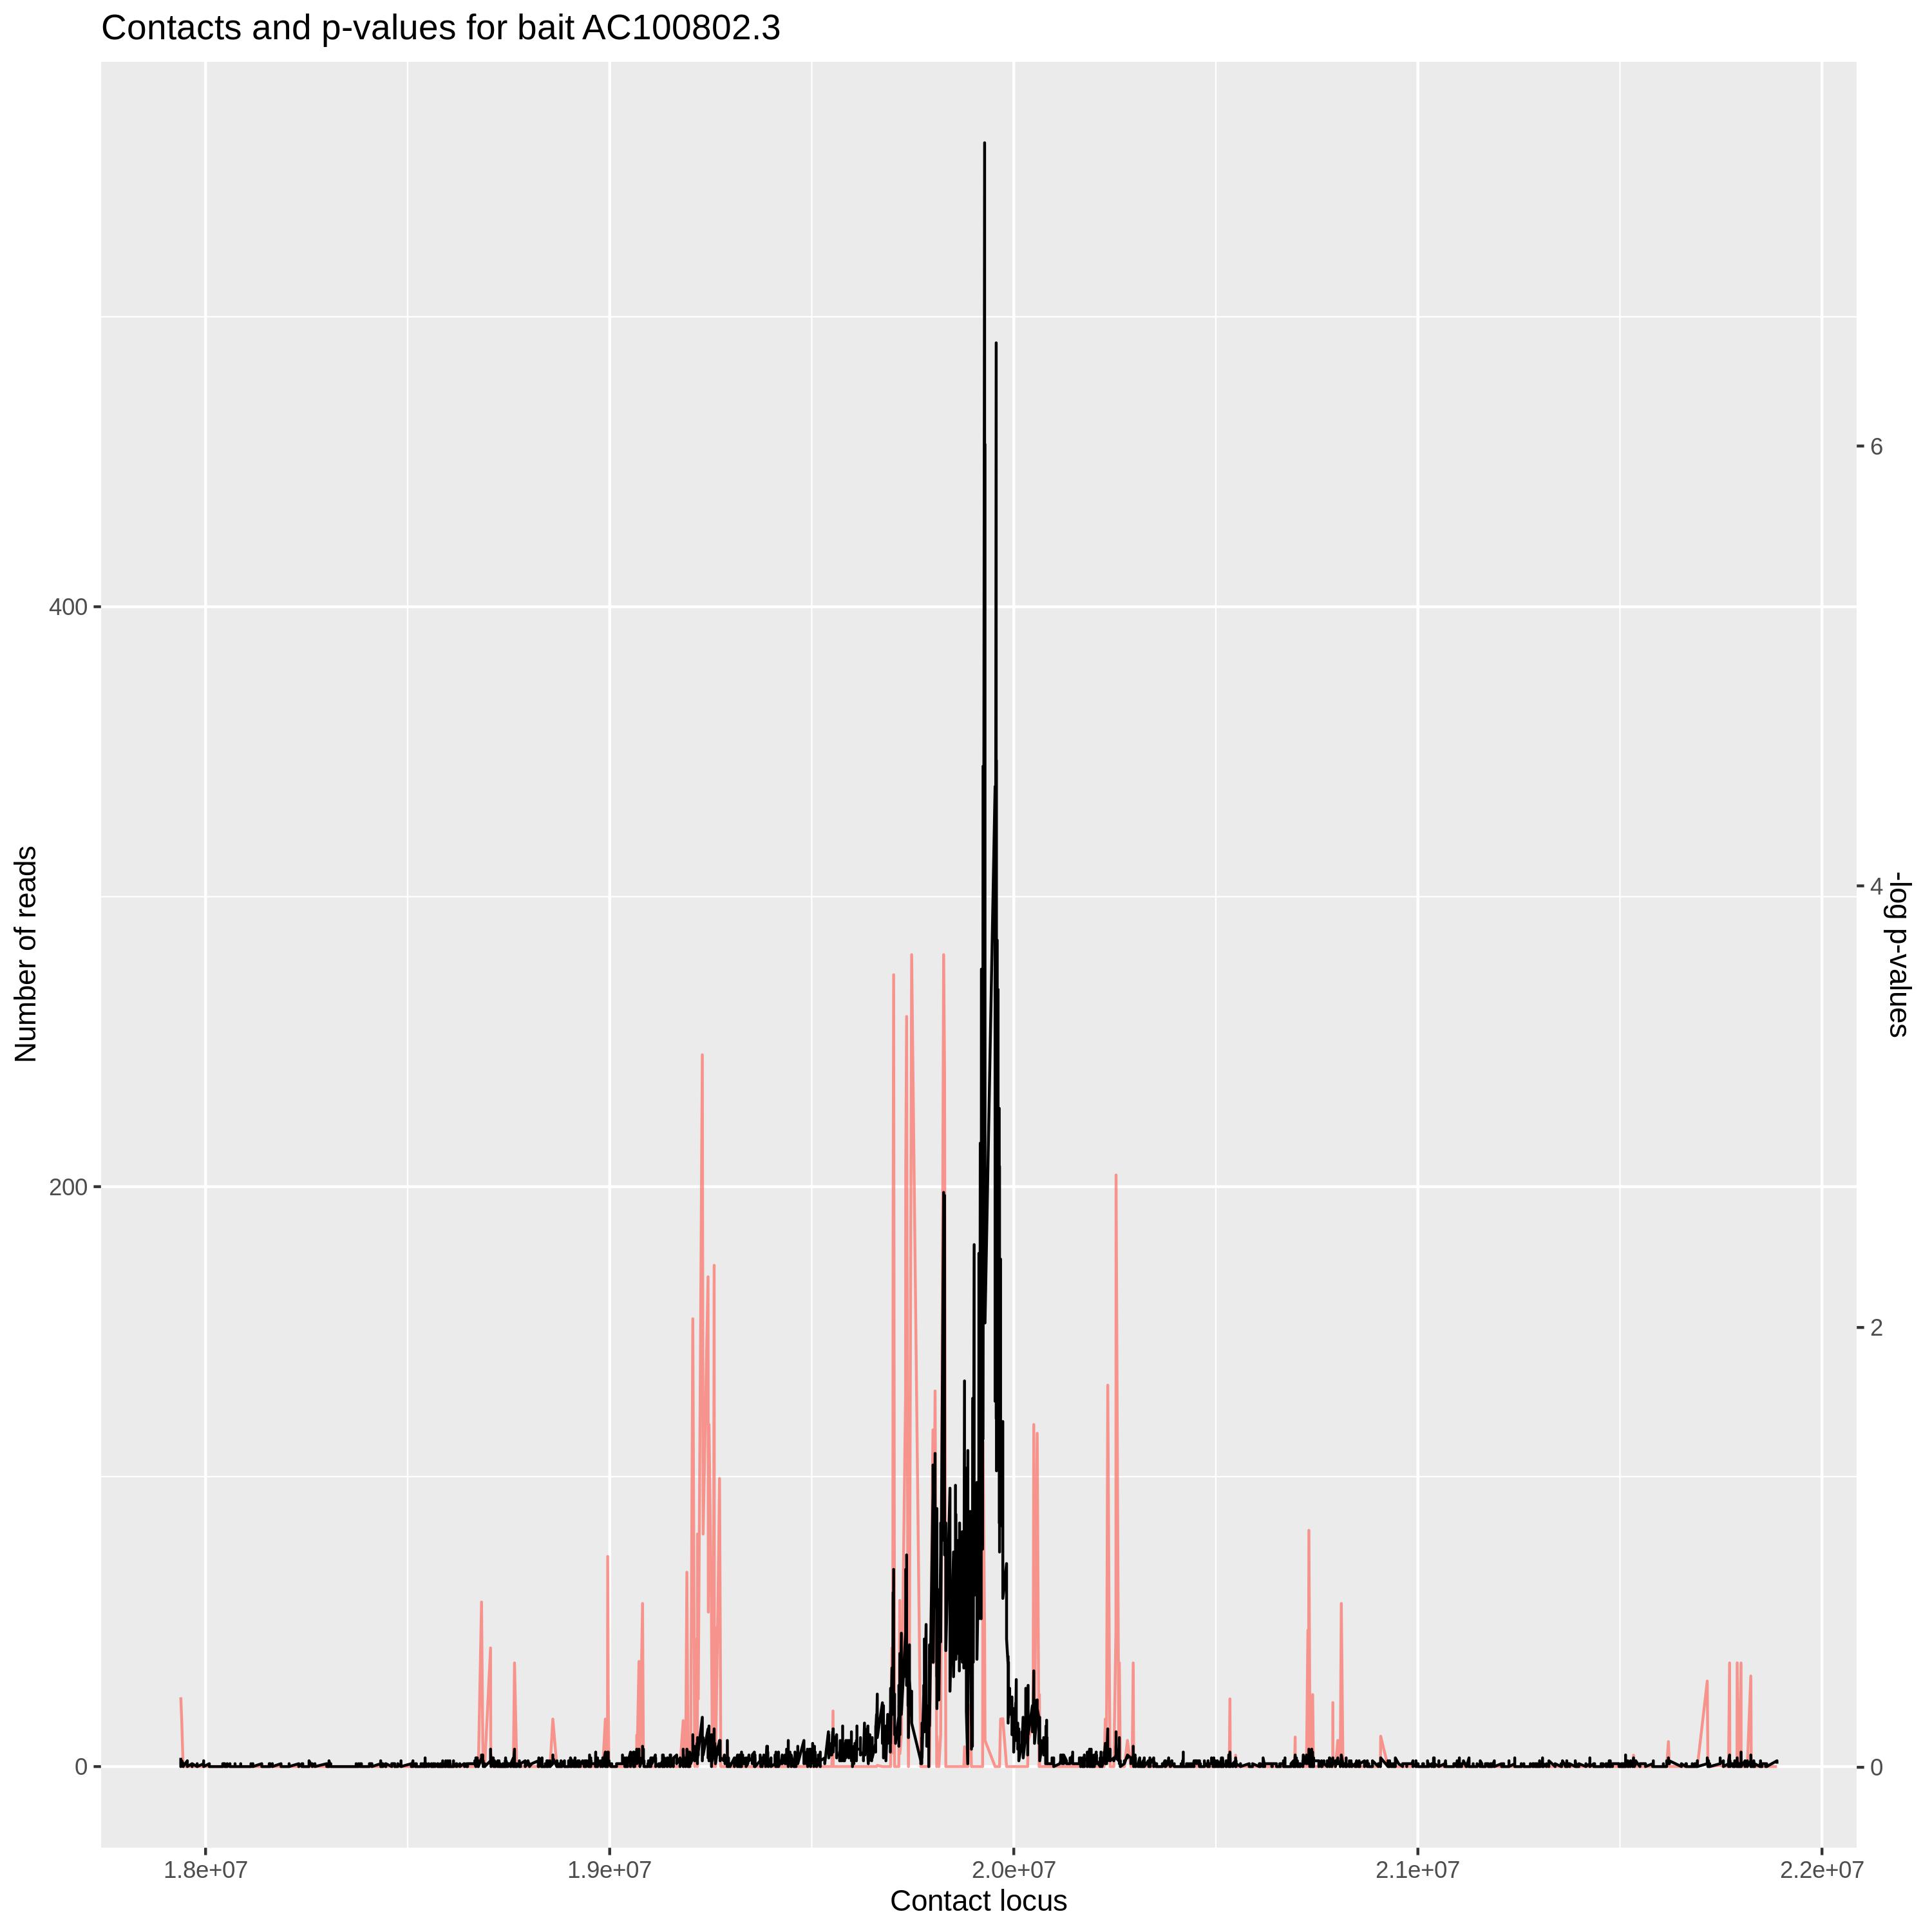 Contacts and p-values for bait AC100802.3
Number of reads
400
200
0
6
4
2
0
-log p-values
1.8e+07
1.9e+07
2.0e+07
2.1e+07
2.2e+07
Contact locus